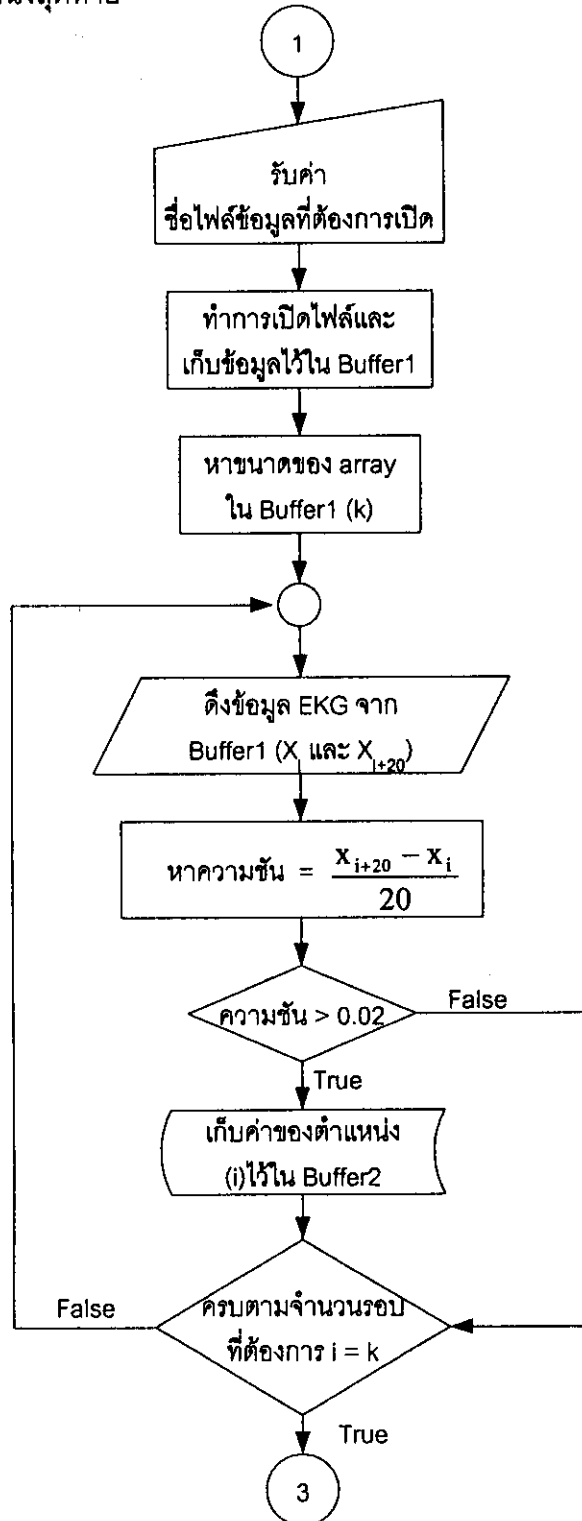 1
รับค่า
ชื่อไฟล์ข้อมูลที่ต้องการเปิด
ทำการเปิดไฟล์และ
เก็บข้อมูลไว้ใน Buffer1
หาขนาดของ array
ใน Buffer1 (k)
ดึงข้อมูล EKG จาก
Buffer1 (X_i และ X_{i+20})
หาความชัน = \frac{x_{i+20} - x_i}{20}
ความชัน > 0.02
False
True
เก็บค่าของตำแหน่ง
(i)ไว้ใน Buffer2
False
ครบตามจำนวนรอบ
ที่ต้องการ i = k
True
3